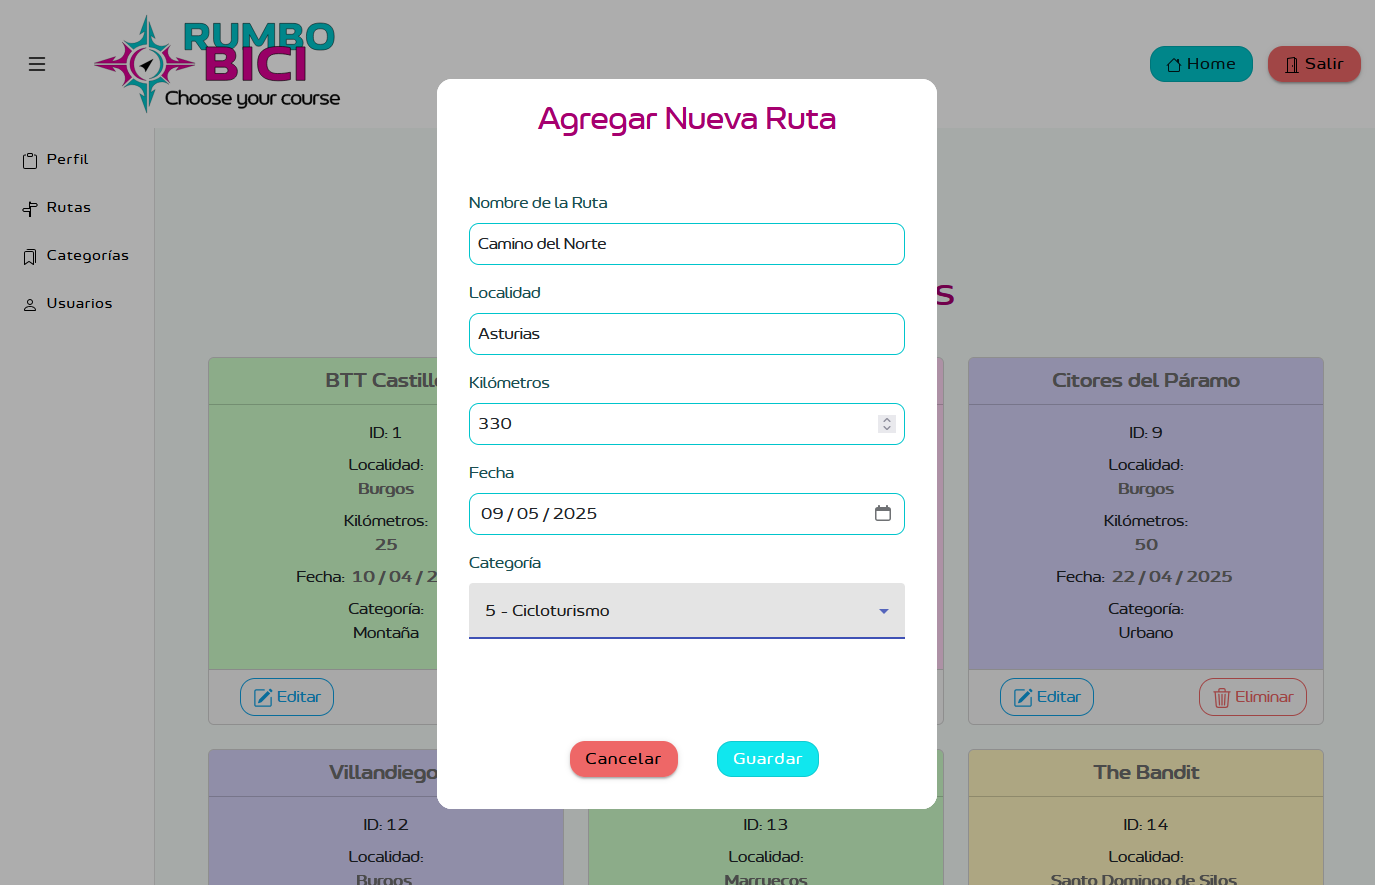 RUMBO
BICI
Choose your course
Home
Salir
Perfil
Rutas
Categorías
Usuarios
Agregar Nueva Ruta
Nombre de la Ruta
Camino del Norte
Localidad
Asturias
Kilómetros
330
Fecha
09 / 05 / 2025
Categoría
5 - Cicloturismo
Cancelar
Guardar
s
BTT Castill
ID: 1
Localidad:
Burgos
Kilómetros:
25
Fecha: 10 / 04 / 2
Categoría:
Montaña
Editar
Citores del Páramo
ID: 9
Localidad:
Burgos
Kilómetros:
50
Fecha: 22 / 04 / 2025
Categoría:
Urbano
Editar
Eliminar
Villandiego
ID: 12
Localidad:
Burgos
ID: 13
Localidad:
Marruecos
The Bandit
ID: 14
Localidad:
Santo Domingo de Silos